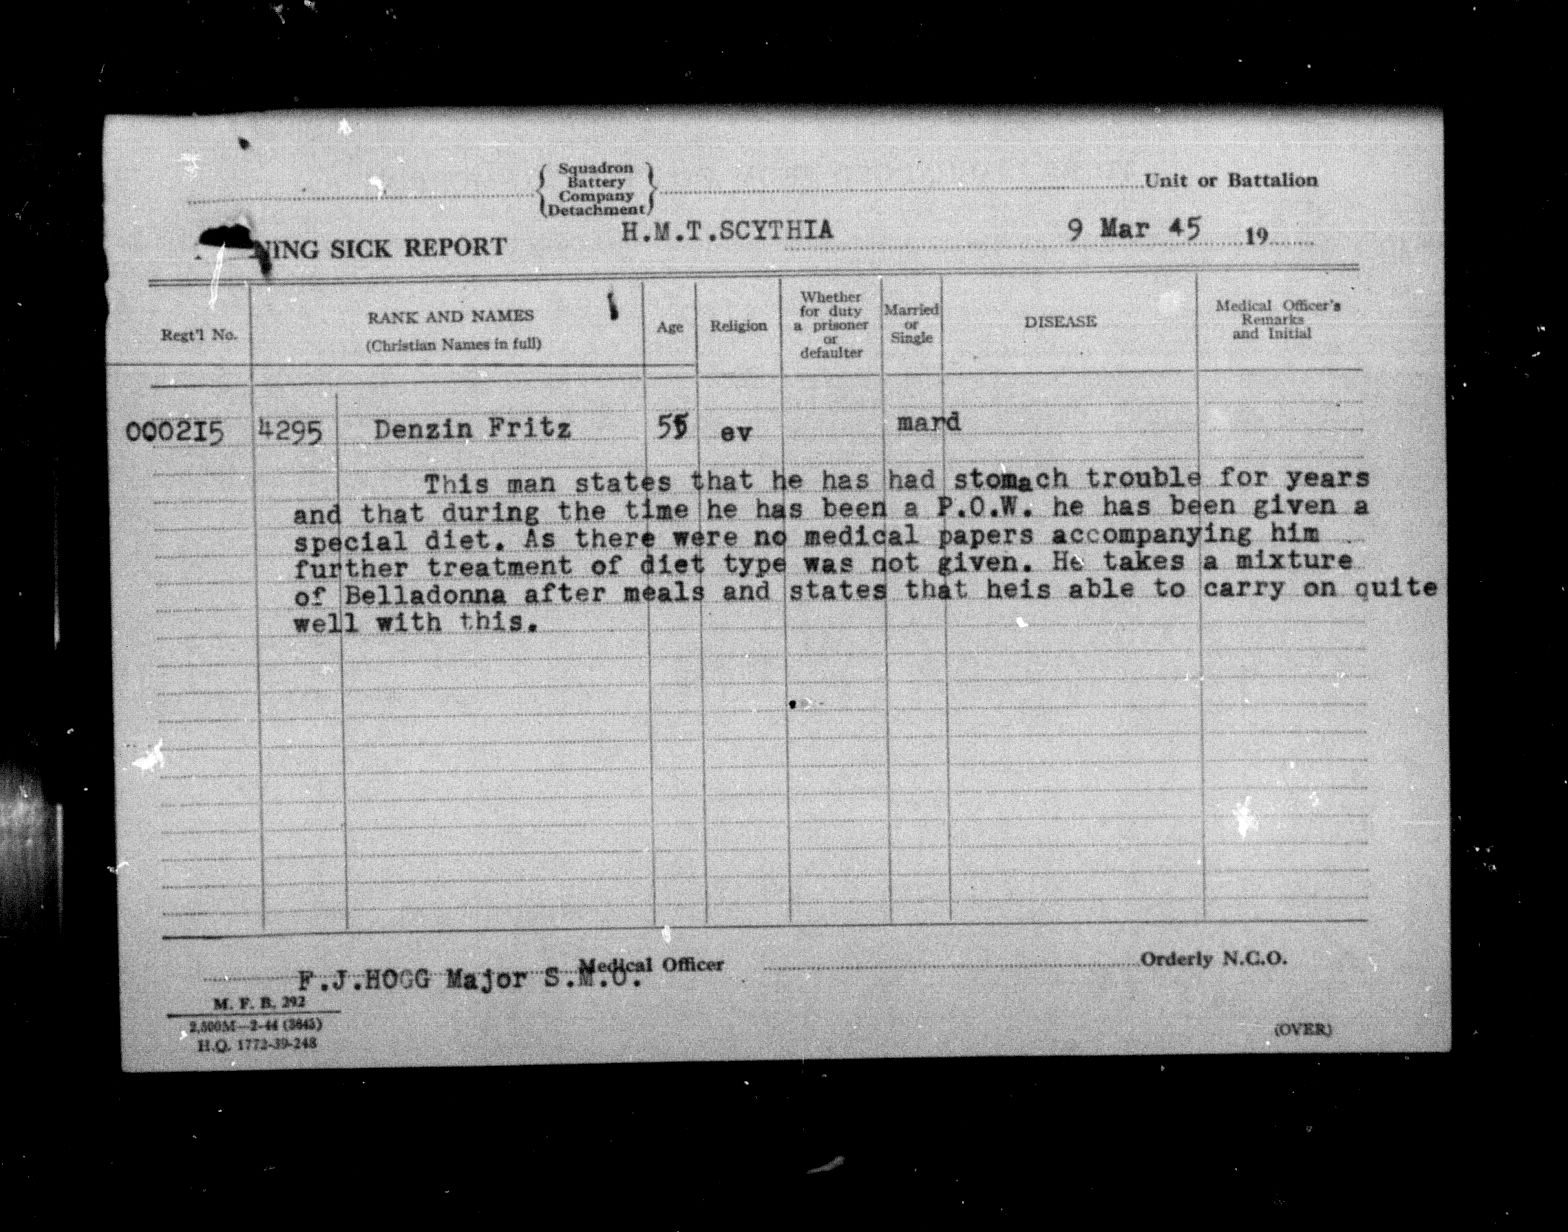 Squadron
Battery
Company
Detachment
Unit or Battalion
H.M.T.SCYTHIA 9 Mar 45 19
NING SICK REPORT
Regt'l No. RANK AND NAMES (Christian Names in full) Age Religion Whether for duty a prisoner or defaulter Married or Single DISEASE Medical Officer's Remarks and Initial
000215 4295 Denzin Fritz 55 ev mard
This man states that he has had stomach trouble for years
and that during the time he has been a P.O.W. he has been given a
special diet. As there were no medical papers accompanying him
further treatment of diet type was not given. He takes a mixture
of Belladonna after meals and states that heis able to carry on quite
well with this.
Medical Officer Orderly N.C.O.
F.J.HOGG Major S.M.O.
M. F. B. 292
2,500M—2-44 (3645)
H.Q. 1772-39-248
(OVER)